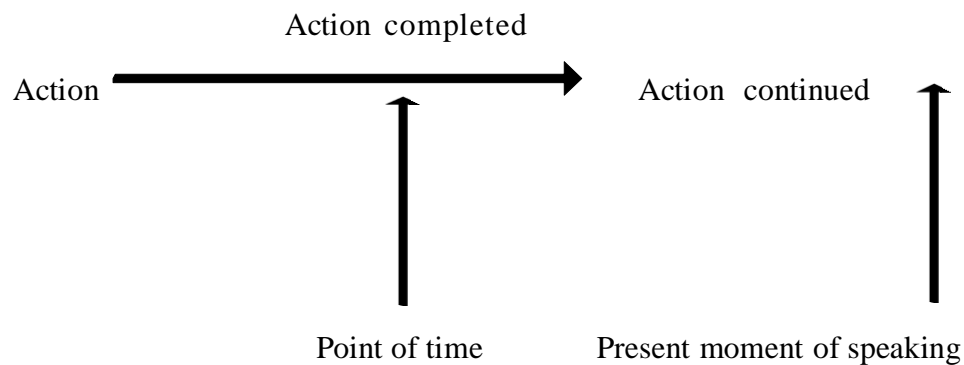 Action completed
Action
Action continued
Point of time
Present moment of speaking